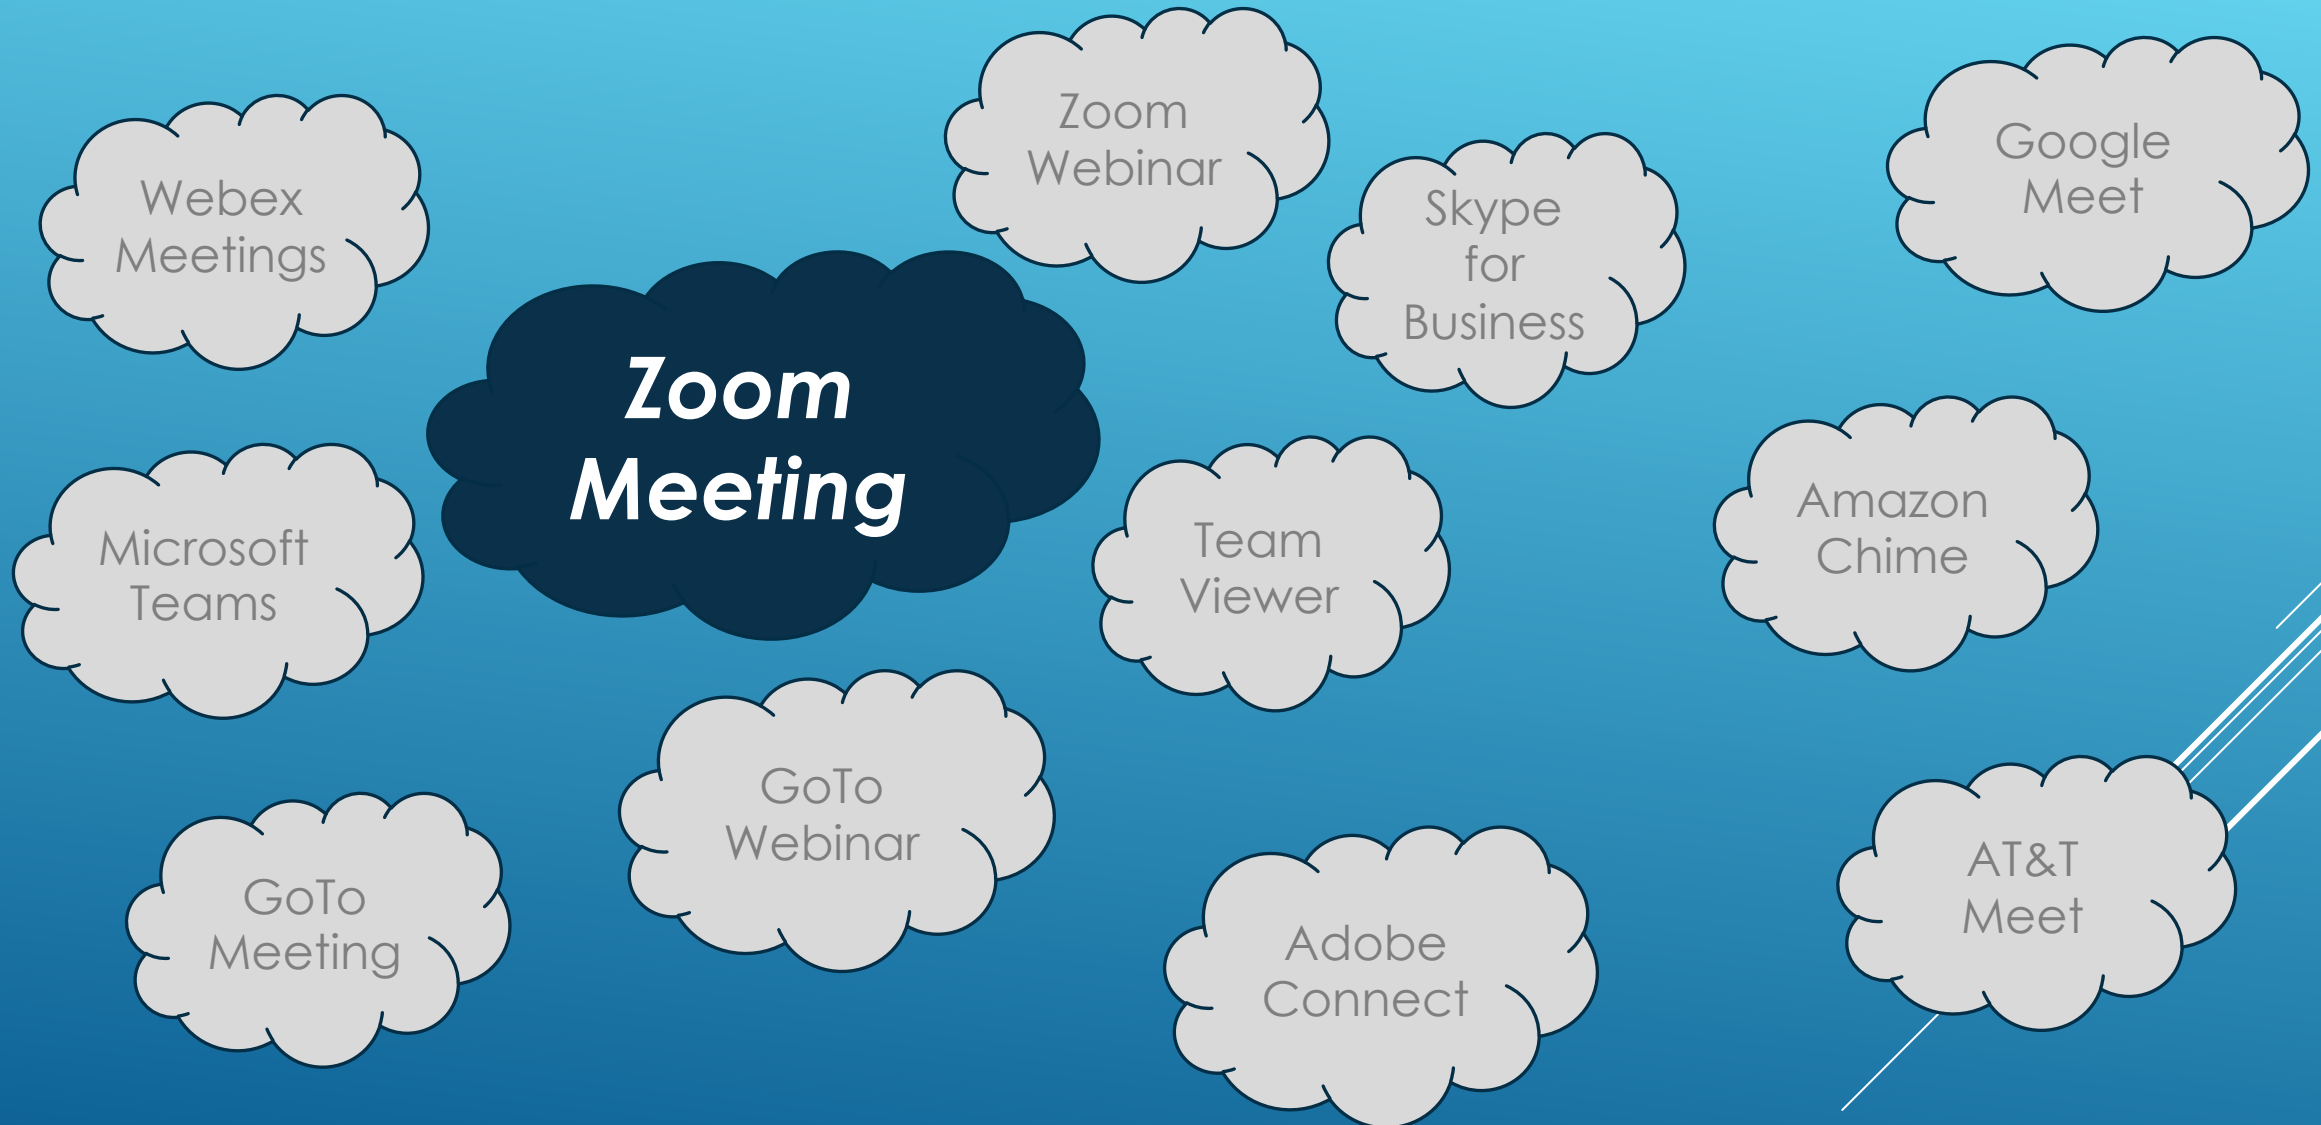 Zoom
Webinar
Google
Meet
Webex
Meetings
Skype
for
Business
Zoom
Meeting
Amazon
Chime
Microsoft
Teams
Team
Viewer
GoTo
Webinar
AT&T
Meet
GoTo
Meeting
Adobe
Connect